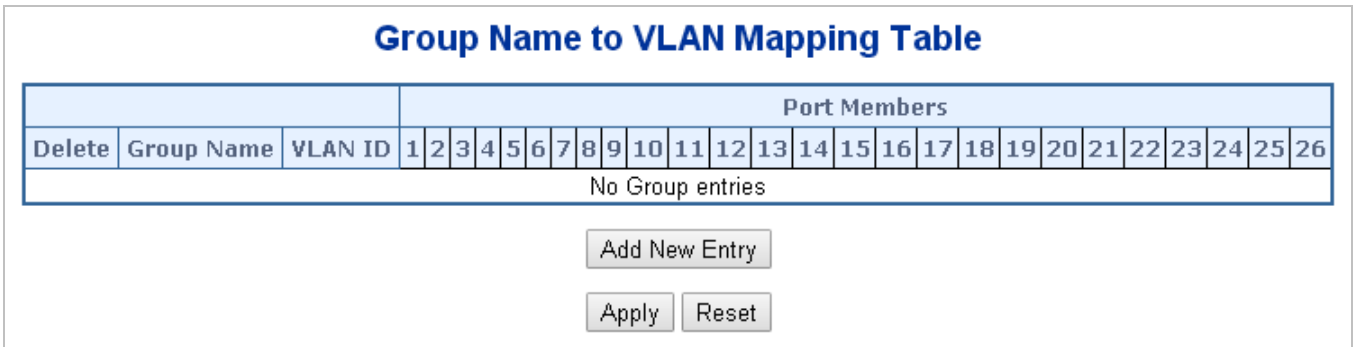 Group Name to VLAN Mapping Table
Port Members
Delete Group Name VLAN ID 1 2 3 4 5 6 7 8 9 10 11 12 13 14 15 16 17 18 19 20 21 22 23 24 25 26
No Group entries
Add New Entry
Apply Reset